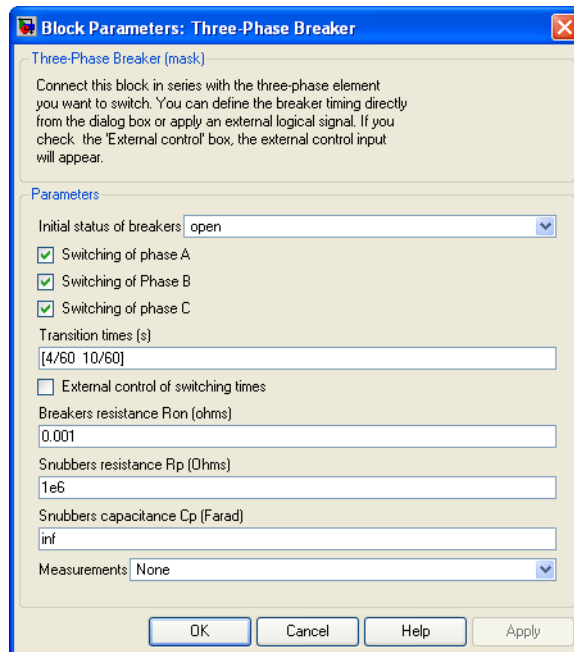 Block Parameters: Three-Phase Breaker
Three-Phase Breaker (mask)
Connect this block in series with the three-phase element
you want to switch. You can define the breaker timing directly
from the dialog box or apply an external logical signal. If you
check the 'External control' box, the external control input
will appear.
Parameters
Initial status of breakers open
Switching of phase A
Switching of Phase B
Switching of phase C
Transition times (s)
[4/60 10/60]
External control of switching times
Breakers resistance Ron (ohms)
0.001
Snubbers resistance Rp (Ohms)
1e6
Snubbers capacitance Cp (Farad)
inf
Measurements None
OK Cancel Help Apply